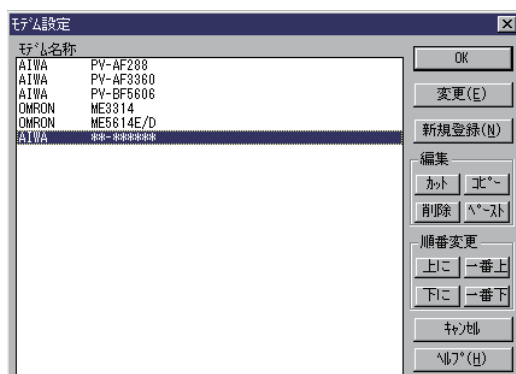 ﾓﾃﾞﾑ設定
ﾓﾃﾞﾑ名称
AIWA PV-AF288
AIWA PV-AF3360
AIWA PV-BF5606
OMRON ME3314
OMRON ME5614E/D
AIWA **-******
OK
変更(E)
新規登録(N)
編集
ｶｯﾄ ｺﾋﾟｰ
削除 ﾍﾟｰｽﾄ
順番変更
上に 一番上
下に 一番下
ｷｬﾝｾﾙ
ﾍﾙﾌﾟ(H)